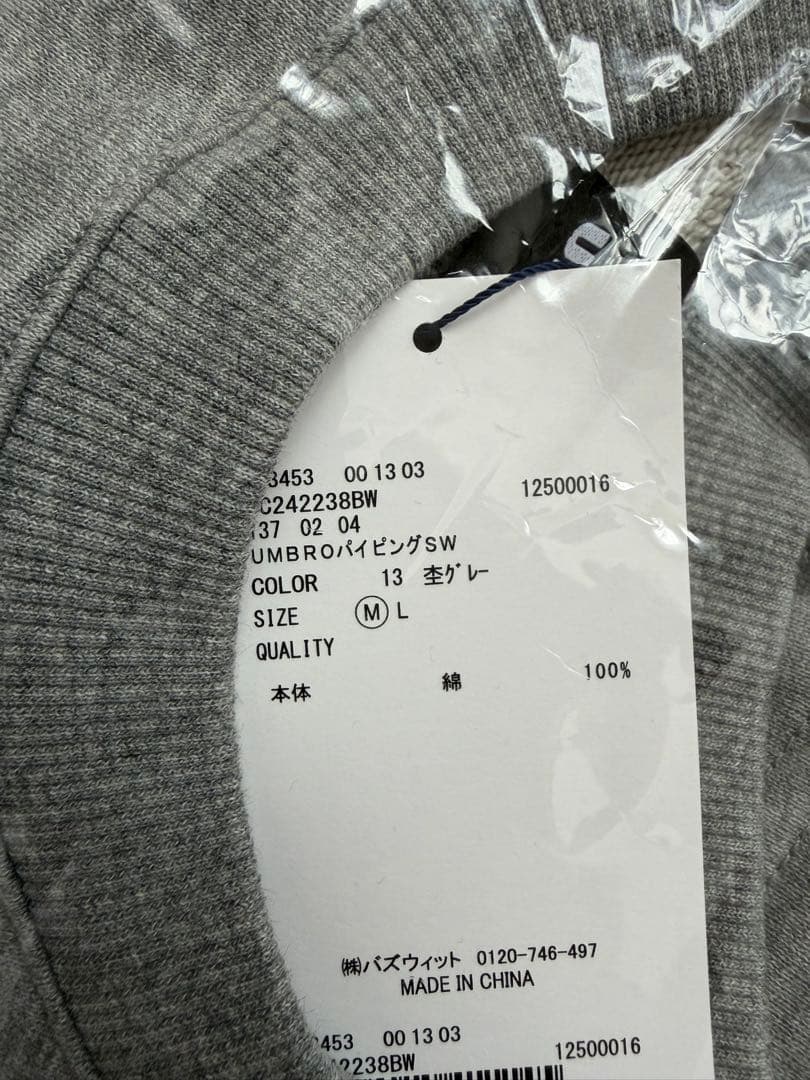 3453 00 13 03
C242238BW 12500016
37 02 04
UMBROパイピングSW
COLOR 13 杢ｸﾞﾚｰ
SIZE Ⓜ L
QUALITY
本体 綿 100%
㈱バズウィット 0120-746-497
MADE IN CHINA
3453 00 13 03
2238BW 12500016